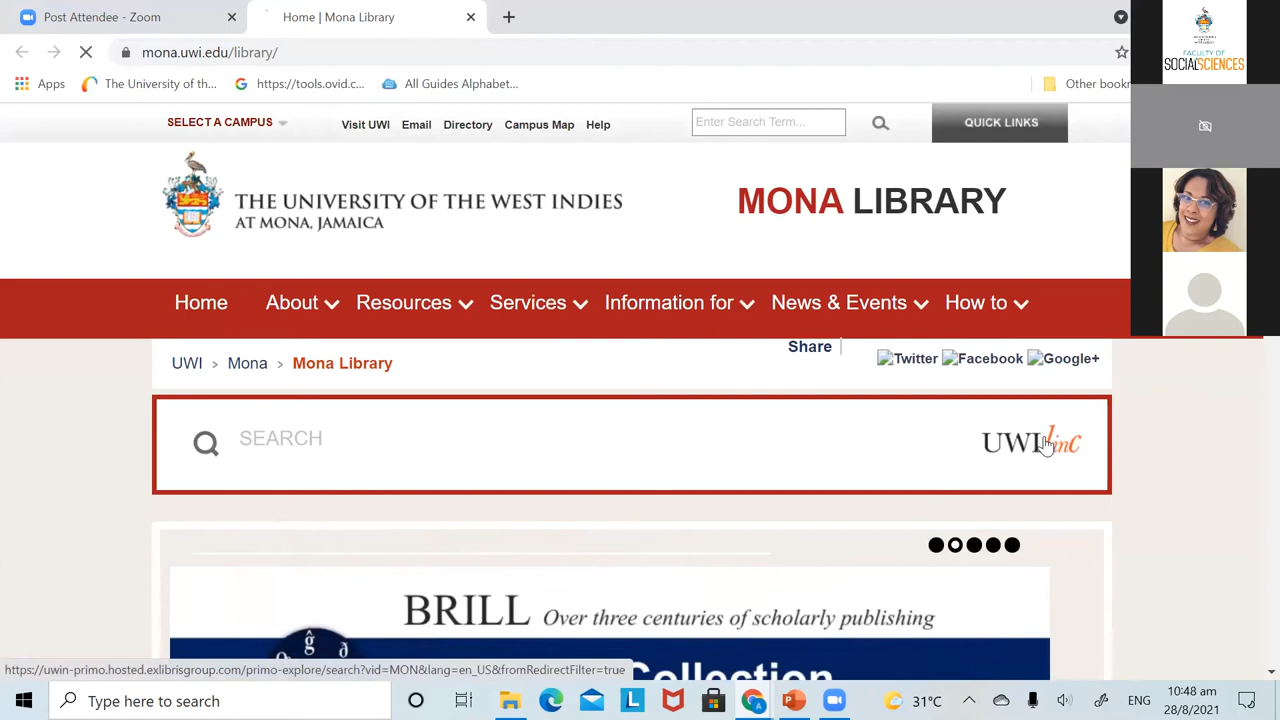 Post Attendee - Zoom
Home | Mona Library
mona.uwi.edu/library/
Apps
The University of th...
https://tools.ovid.c...
All Guides Alphabet...
Other bookm
SELECT A CAMPUS
Visit UWI Email Directory Campus Map Help
Enter Search Term...
QUICK LINKS
THE UNIVERSITY OF THE WEST INDIES
AT MONA, JAMAICA
MONA LIBRARY
Home About Resources Services Information for News & Events How to
Share
Twitter Facebook Google+
UWI > Mona > Mona Library
SEARCH
UWIlinc
BRILL Over three centuries of scholarly publishing
ĝ
ð
Collection
https://uwin-primo.hosted.exlibrisgroup.com/primo-explore/search?vid=MON&lang=en_US&fromRedirectFilter=true
Type here to search
31°C
ENG
10:48 am
28/8/2021
FACULTY OF
SOCIAL SCIENCES